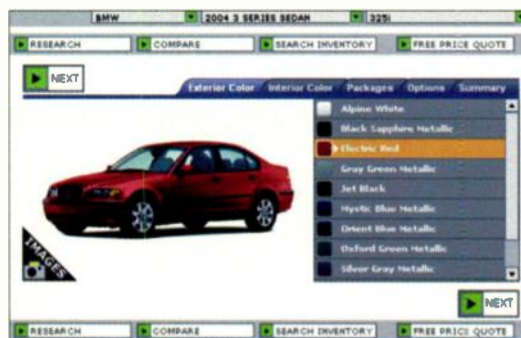 BMW 2004 3 SERIES SEDAN 325i
RESEARCH COMPARE SEARCH INVENTORY FREE PRICE QUOTE
NEXT
Exterior Color Interior Color Packages Options Summary
Alpine White
Black Sapphire Metallic
Electric Red
Gray Green Metallic
Jet Black
Mystic Blue Metallic
Orient Blue Metallic
Oxford Green Metallic
Silver Gray Metallic
IMAGES
NEXT
RESEARCH COMPARE SEARCH INVENTORY FREE PRICE QUOTE